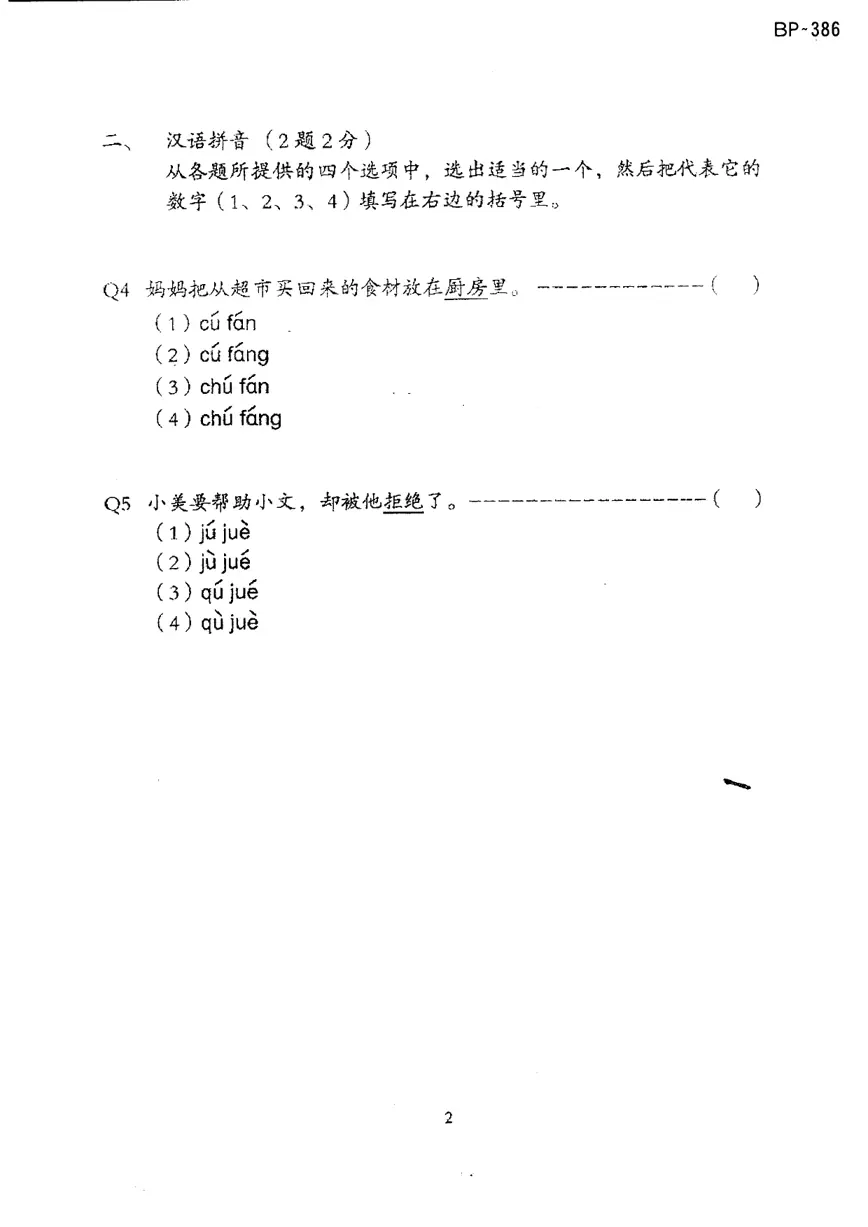 BP-386
二、 汉语拼音（2题2分）
从各题所提供的四个选项中，选出适当的一个，然后把代表它的
数字（1、2、3、4）填写在右边的括号里。
Q4 妈妈把从超市买回来的食材放在厨房里。 ------------（ ）
（1）cú fán
（2）cú fáng
（3）chú fán
（4）chú fáng
Q5 小美要帮助小文，却被他拒绝了。-----------------（ ）
（1）jú juè
（2）jù jué
（3）qú jué
（4）qù juè
2